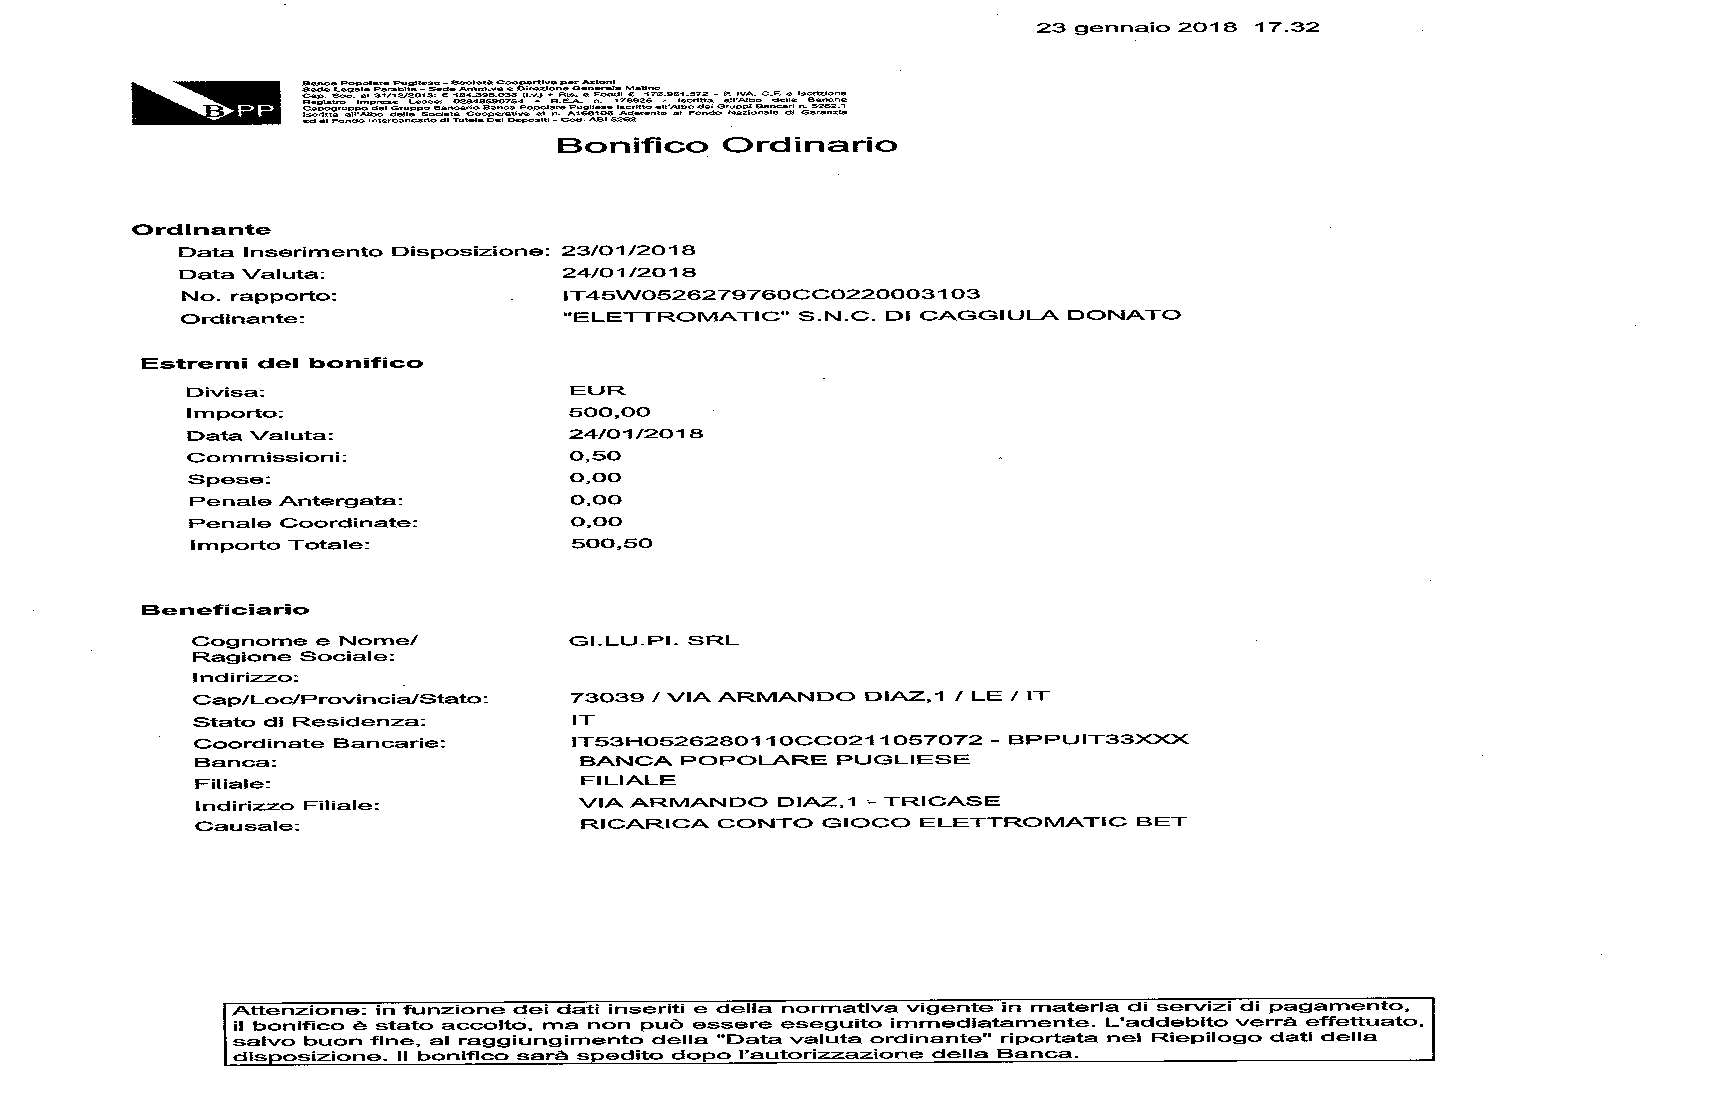 23 gennaio 2018 17.32
BPP
Banca Popolare Pugliese - Società Cooperativa per Azioni
Sede Legale Parabita - Sede Amm.va e Direzione Generale Matino
Cap. Soc. al 31/12/2015: € - P. IVA, C.F. e Iscrizione
Registro Imprese Lecce: - R.E.A. n. - Iscritta all'Albo delle Banche
Capogruppo del Gruppo Bancario Banca Popolare Pugliese iscritto all'Albo dei Gruppi Bancari n. 5262.1
Iscritta all'Albo delle Società Cooperative al n. A166106 Aderente al Fondo Nazionale di Garanzia
ed al Fondo Interbancario di Tutela Dei Depositi - Cod. ABI 5262
Bonifico Ordinario
Ordinante
Data Inserimento Disposizione: 23/01/2018
Data Valuta: 24/01/2018
No. rapporto: IT45W0526279760CC0220003103
Ordinante: "ELETTROMATIC" S.N.C. DI CAGGIULA DONATO
Estremi del bonifico
Divisa: EUR
Importo: 500,00
Data Valuta: 24/01/2018
Commissioni: 0,50
Spese: 0,00
Penale Antergata: 0,00
Penale Coordinate: 0,00
Importo Totale: 500,50
Beneficiario
Cognome e Nome/ GI.LU.PI. SRL
Ragione Sociale:
Indirizzo:
Cap/Loc/Provincia/Stato: 73039 / VIA ARMANDO DIAZ,1 / LE / IT
Stato di Residenza: IT
Coordinate Bancarie: IT53H0526280110CC0211057072 - BPPUIT33XXX
Banca: BANCA POPOLARE PUGLIESE
Filiale: FILIALE
Indirizzo Filiale: VIA ARMANDO DIAZ,1 - TRICASE
Causale: RICARICA CONTO GIOCO ELETTROMATIC BET
Attenzione: in funzione dei dati inseriti e della normativa vigente in materia di servizi di pagamento,
il bonifico è stato accolto, ma non può essere eseguito immediatamente. L'addebito verrà effettuato,
salvo buon fine, al raggiungimento della "Data valuta ordinante" riportata nel Riepilogo dati della
disposizione. Il bonifico sarà spedito dopo l'autorizzazione della Banca.